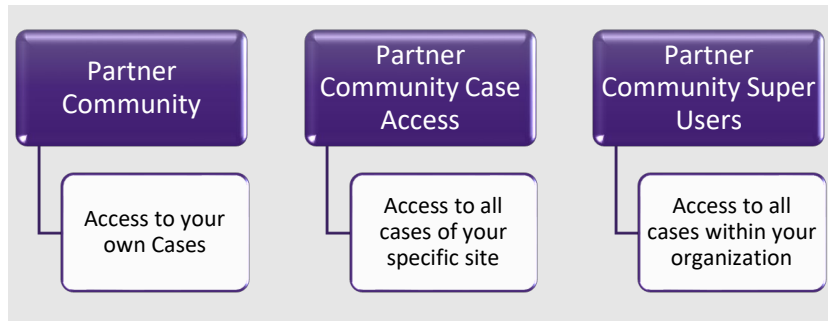 Partner
Community
Access to your
own Cases
Partner
Community Case
Access
Access to all
cases of your
specific site
Partner
Community Super
Users
Access to all
cases within your
organization